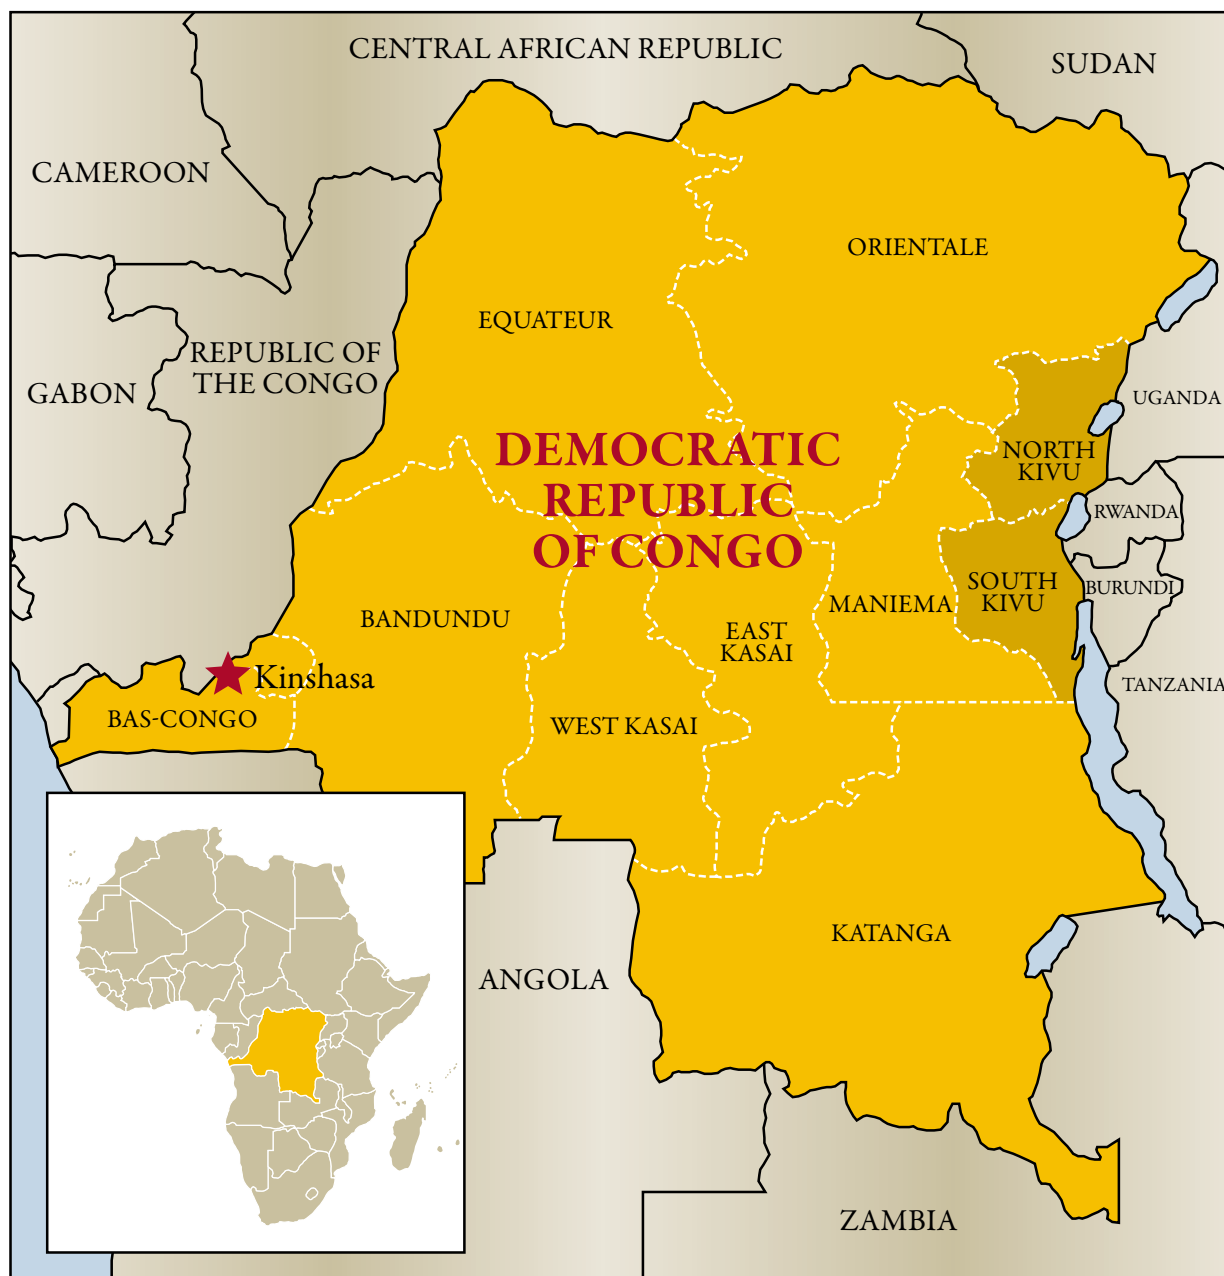 CENTRAL AFRICAN REPUBLIC
SUDAN
CAMEROON
ORIENTALE
EQUATEUR
REPUBLIC OF
THE CONGO
GABON
UGANDA
DEMOCRATIC
REPUBLIC
OF CONGO
NORTH
KIVU
RWANDA
SOUTH
KIVU
BURUNDI
MANIEMA
BANDUNDU
EAST
KASAI
Kinshasa
TANZANIA
BAS-CONGO
WEST KASAI
KATANGA
ANGOLA
ZAMBIA